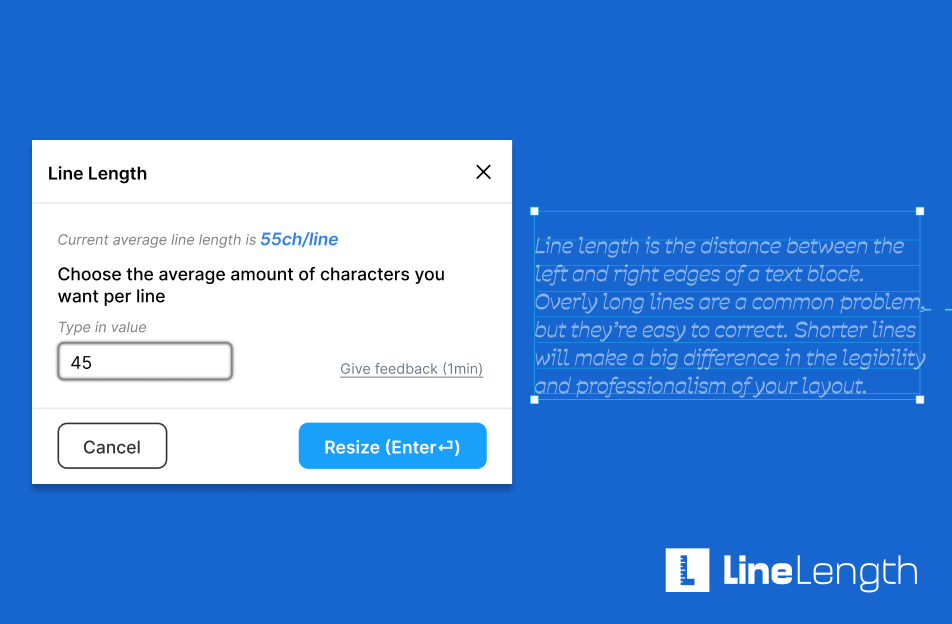 Line Length
Current average line length is 55ch/line
Choose the average amount of characters you
want per line
Type in value
45
Give feedback (1min)
Cancel
Resize (Enter↵)
Line length is the distance between the
left and right edges of a text block.
Overly long lines are a common problem,
but they’re easy to correct. Shorter lines
will make a big difference in the legibility
and professionalism of your layout.
L LineLength